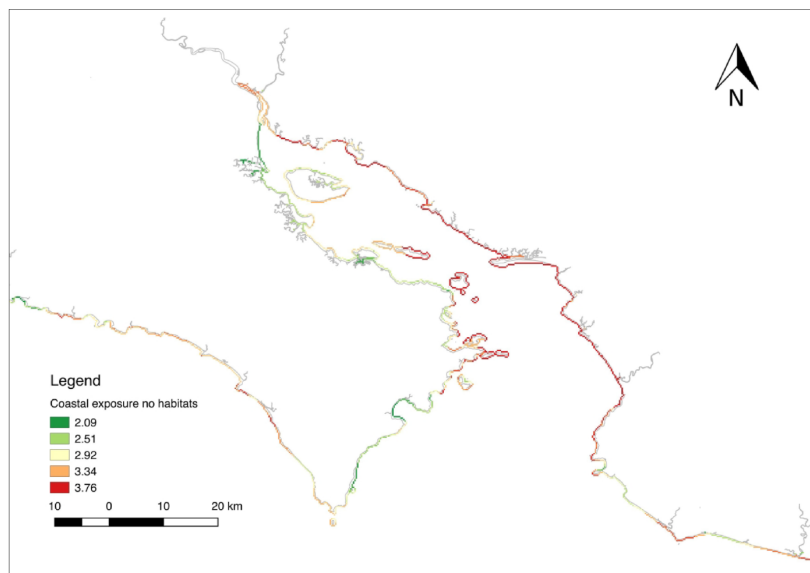 N
Legend
Coastal exposure no habitats
2.09
2.51
2.92
3.34
3.76
10 0 10 20 km